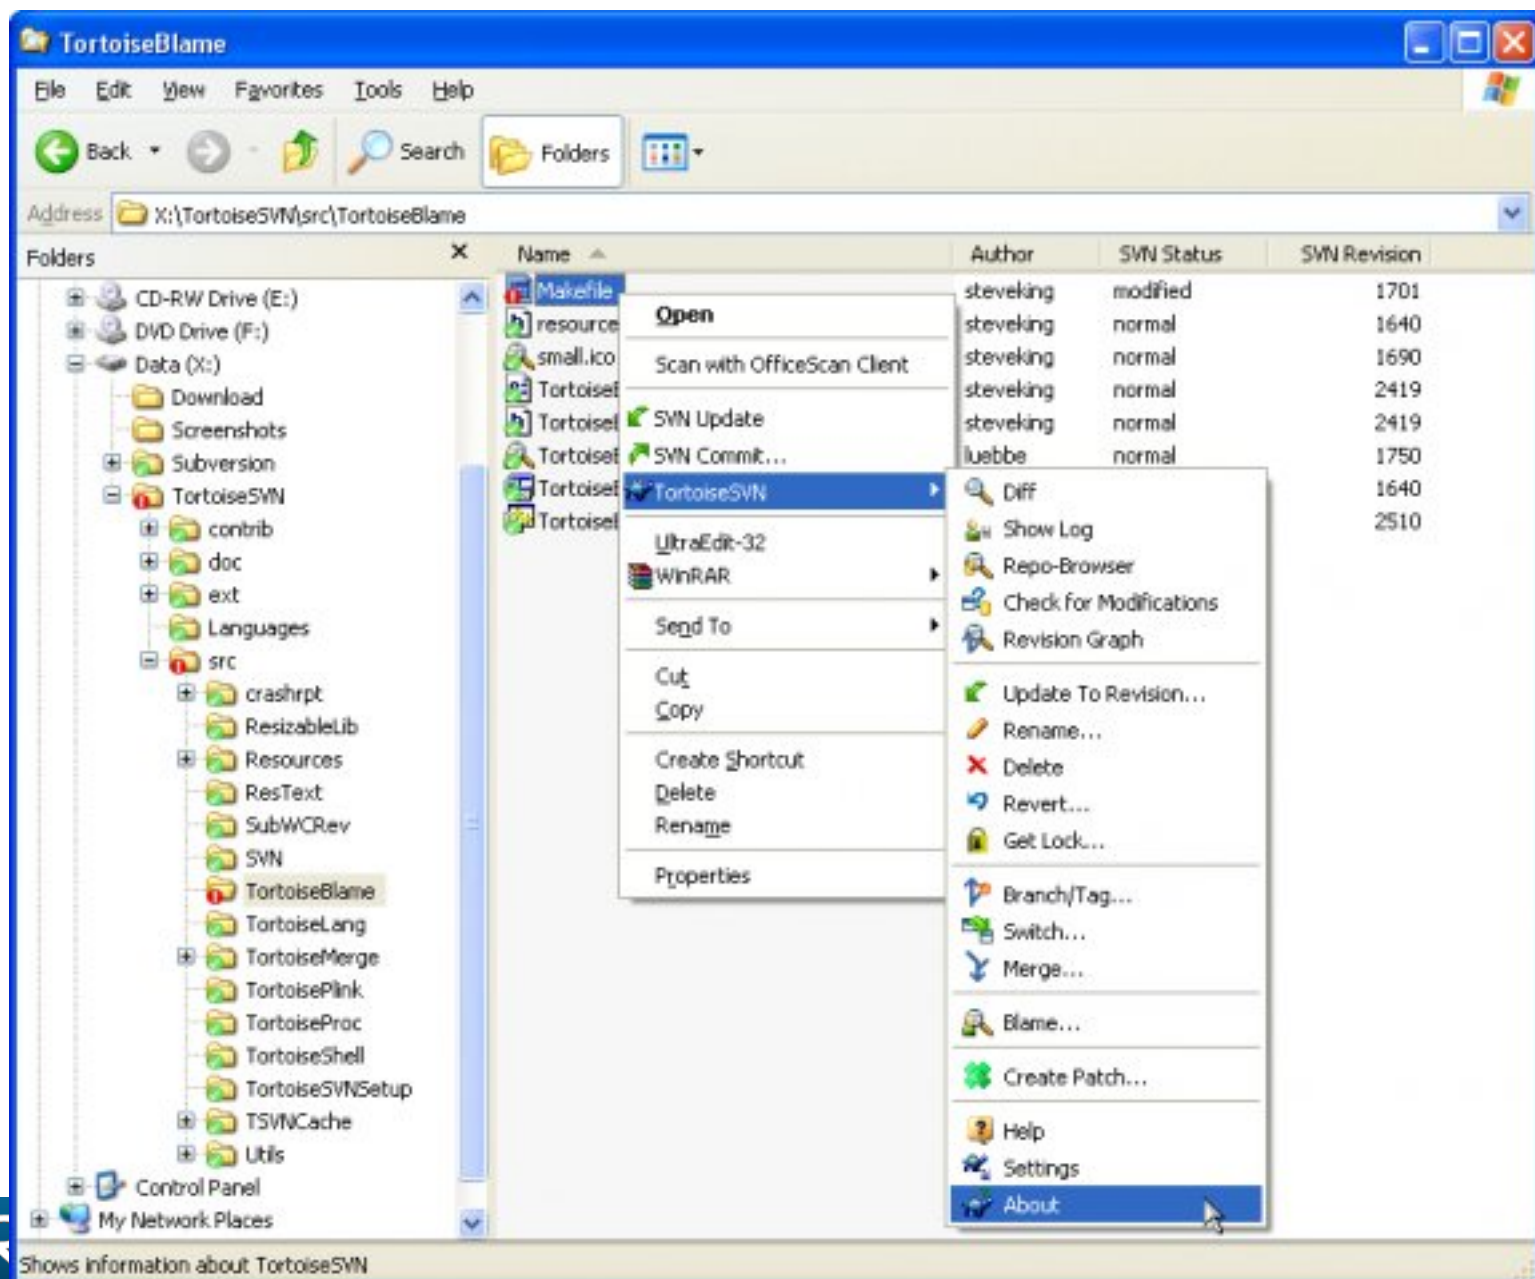 TortoiseBlame
File Edit View Favorites Tools Help
Back Search Folders
Address X:\TortoiseSVN\src\TortoiseBlame
Folders
CD-RW Drive (E:)
DVD Drive (F:)
Data (X:)
Download
Screenshots
Subversion
TortoiseSVN
contrib
doc
ext
Languages
src
crashrpt
ResizableLib
Resources
ResText
SubWCRev
SVN
TortoiseBlame
TortoiseLang
TortoiseMerge
TortoisePlink
TortoiseProc
TortoiseShell
TortoiseSVNSetup
TSVNCache
Utils
Control Panel
My Network Places
Name Author SVN Status SVN Revision
Makefile steveking modified 1701
resource steveking normal 1640
small.ico steveking normal 1690
steveking normal 2419
steveking normal 2419
luebbe normal 1750
1640
2510
Open
Scan with OfficeScan Client
SVN Update
SVN Commit...
TortoiseSVN
UltraEdit-32
WinRAR
Send To
Cut
Copy
Create Shortcut
Delete
Rename
Properties
Diff
Show Log
Repo-Browser
Check for Modifications
Revision Graph
Update To Revision...
Rename...
Delete
Revert...
Get Lock...
Branch/Tag...
Switch...
Merge...
Blame...
Create Patch...
Help
Settings
About
Shows information about TortoiseSVN